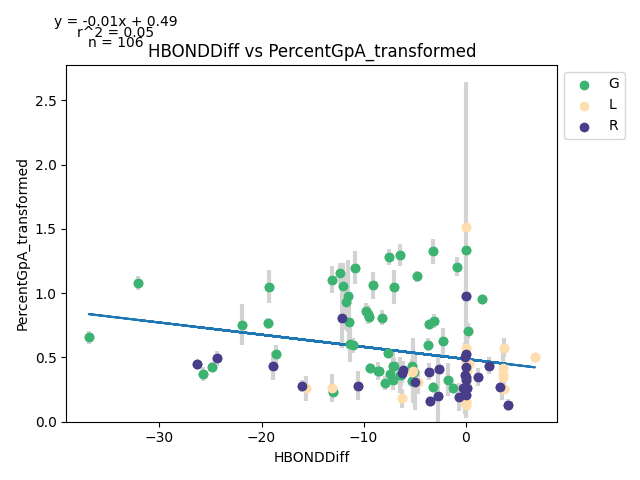 y = -0.01x + 0.49
r^2 = 0.05
n = 106
HBONDDiff vs PercentGpA_transformed
G
L
R
2.5
2.0
1.5
1.0
0.5
0.0
PercentGpA_transformed
−30 −20 −10 0
HBONDDiff